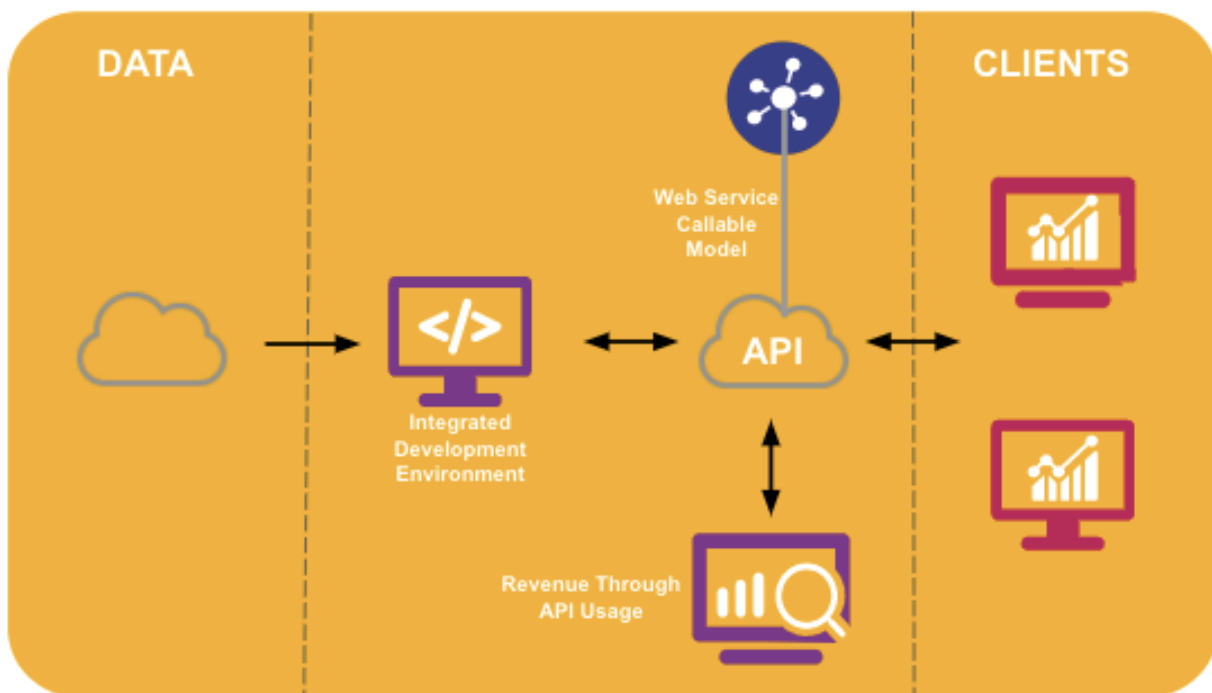 DATA
CLIENTS
Web Service
Callable
Model
</>
API
Integrated
Development
Environment
Revenue Through
API Usage